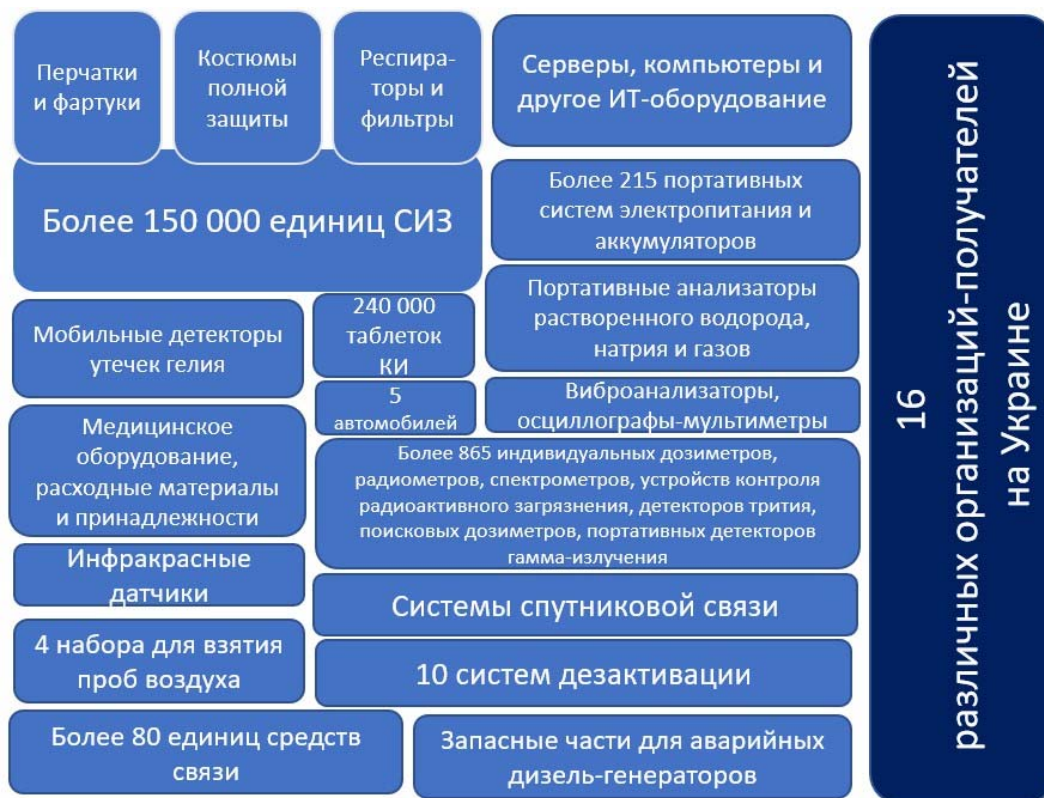 Перчатки
и фартуки
Костюмы
полной
защиты
Респира-
торы и
фильтры
Серверы, компьютеры и
другое ИТ-оборудование
Более 150 000 единиц СИЗ
Более 215 портативных
систем электропитания и
аккумуляторов
Мобильные детекторы
утечек гелия
240 000
таблеток
КИ
Портативные анализаторы
растворенного водорода,
натрия и газов
5
автомобилей
Виброанализаторы,
осциллографы-мультиметры
Медицинское
оборудование,
расходные материалы
и принадлежности
Более 865 индивидуальных дозиметров,
радиометров, спектрометров, устройств контроля
радиоактивного загрязнения, детекторов трития,
поисковых дозиметров, портативных детекторов
гамма-излучения
Инфракрасные
датчики
Системы спутниковой связи
4 набора для взятия
проб воздуха
10 систем дезактивации
Более 80 единиц средств
связи
Запасные части для аварийных
дизель-генераторов
16
различных организаций-получателей
на Украине